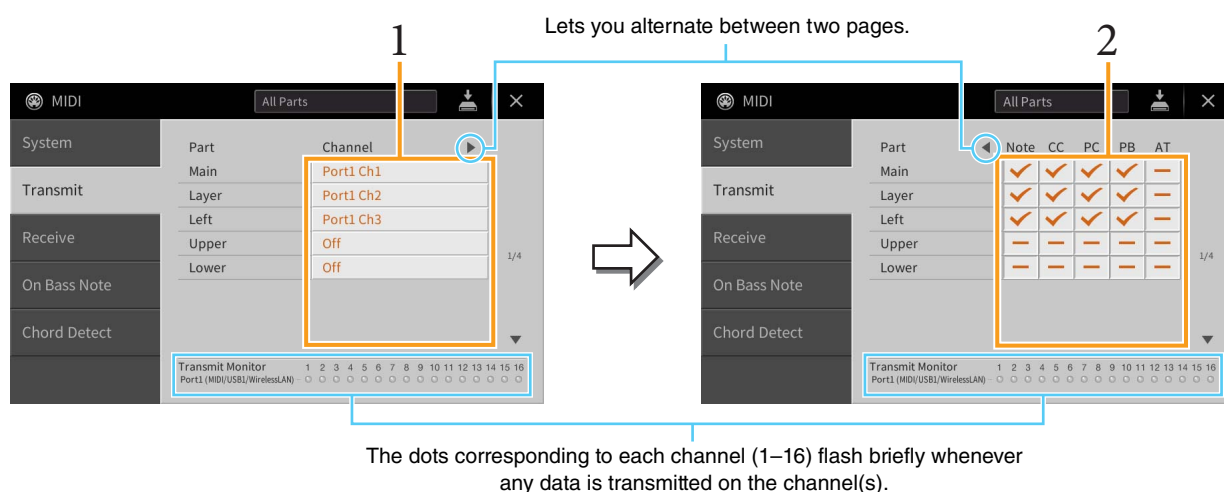 Lets you alternate between two pages.
1
2
MIDI
All Parts
System
Transmit
Receive
On Bass Note
Chord Detect
Part Channel
Main Port1 Ch1
Layer Port1 Ch2
Left Port1 Ch3
Upper Off
Lower Off
1/4
Transmit Monitor 1 2 3 4 5 6 7 8 9 10 11 12 13 14 15 16
Port1 (MIDI/USB1/WirelessLAN)
MIDI
All Parts
System
Transmit
Receive
On Bass Note
Chord Detect
Part Note CC PC PB AT
Main
Layer
Left
Upper
Lower
1/4
Transmit Monitor 1 2 3 4 5 6 7 8 9 10 11 12 13 14 15 16
Port1 (MIDI/USB1/WirelessLAN)
The dots corresponding to each channel (1–16) flash briefly whenever
any data is transmitted on the channel(s).